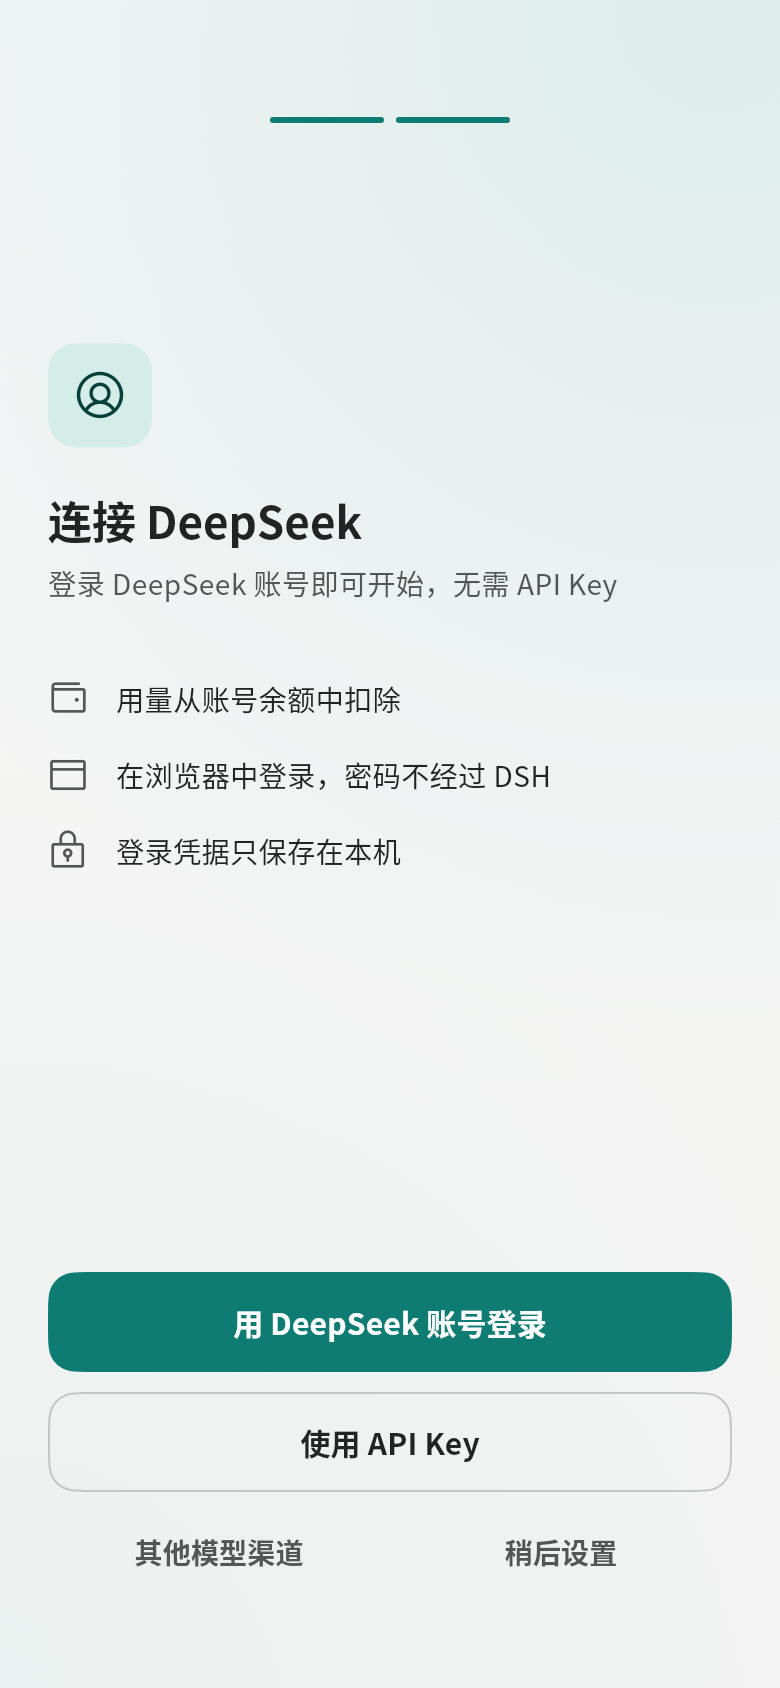 连接 DeepSeek
登录 DeepSeek 账号即可开始，无需 API Key
用量从账号余额中扣除
在浏览器中登录，密码不经过 DSH
登录凭据只保存在本机
用 DeepSeek 账号登录
使用 API Key
其他模型渠道
稍后设置